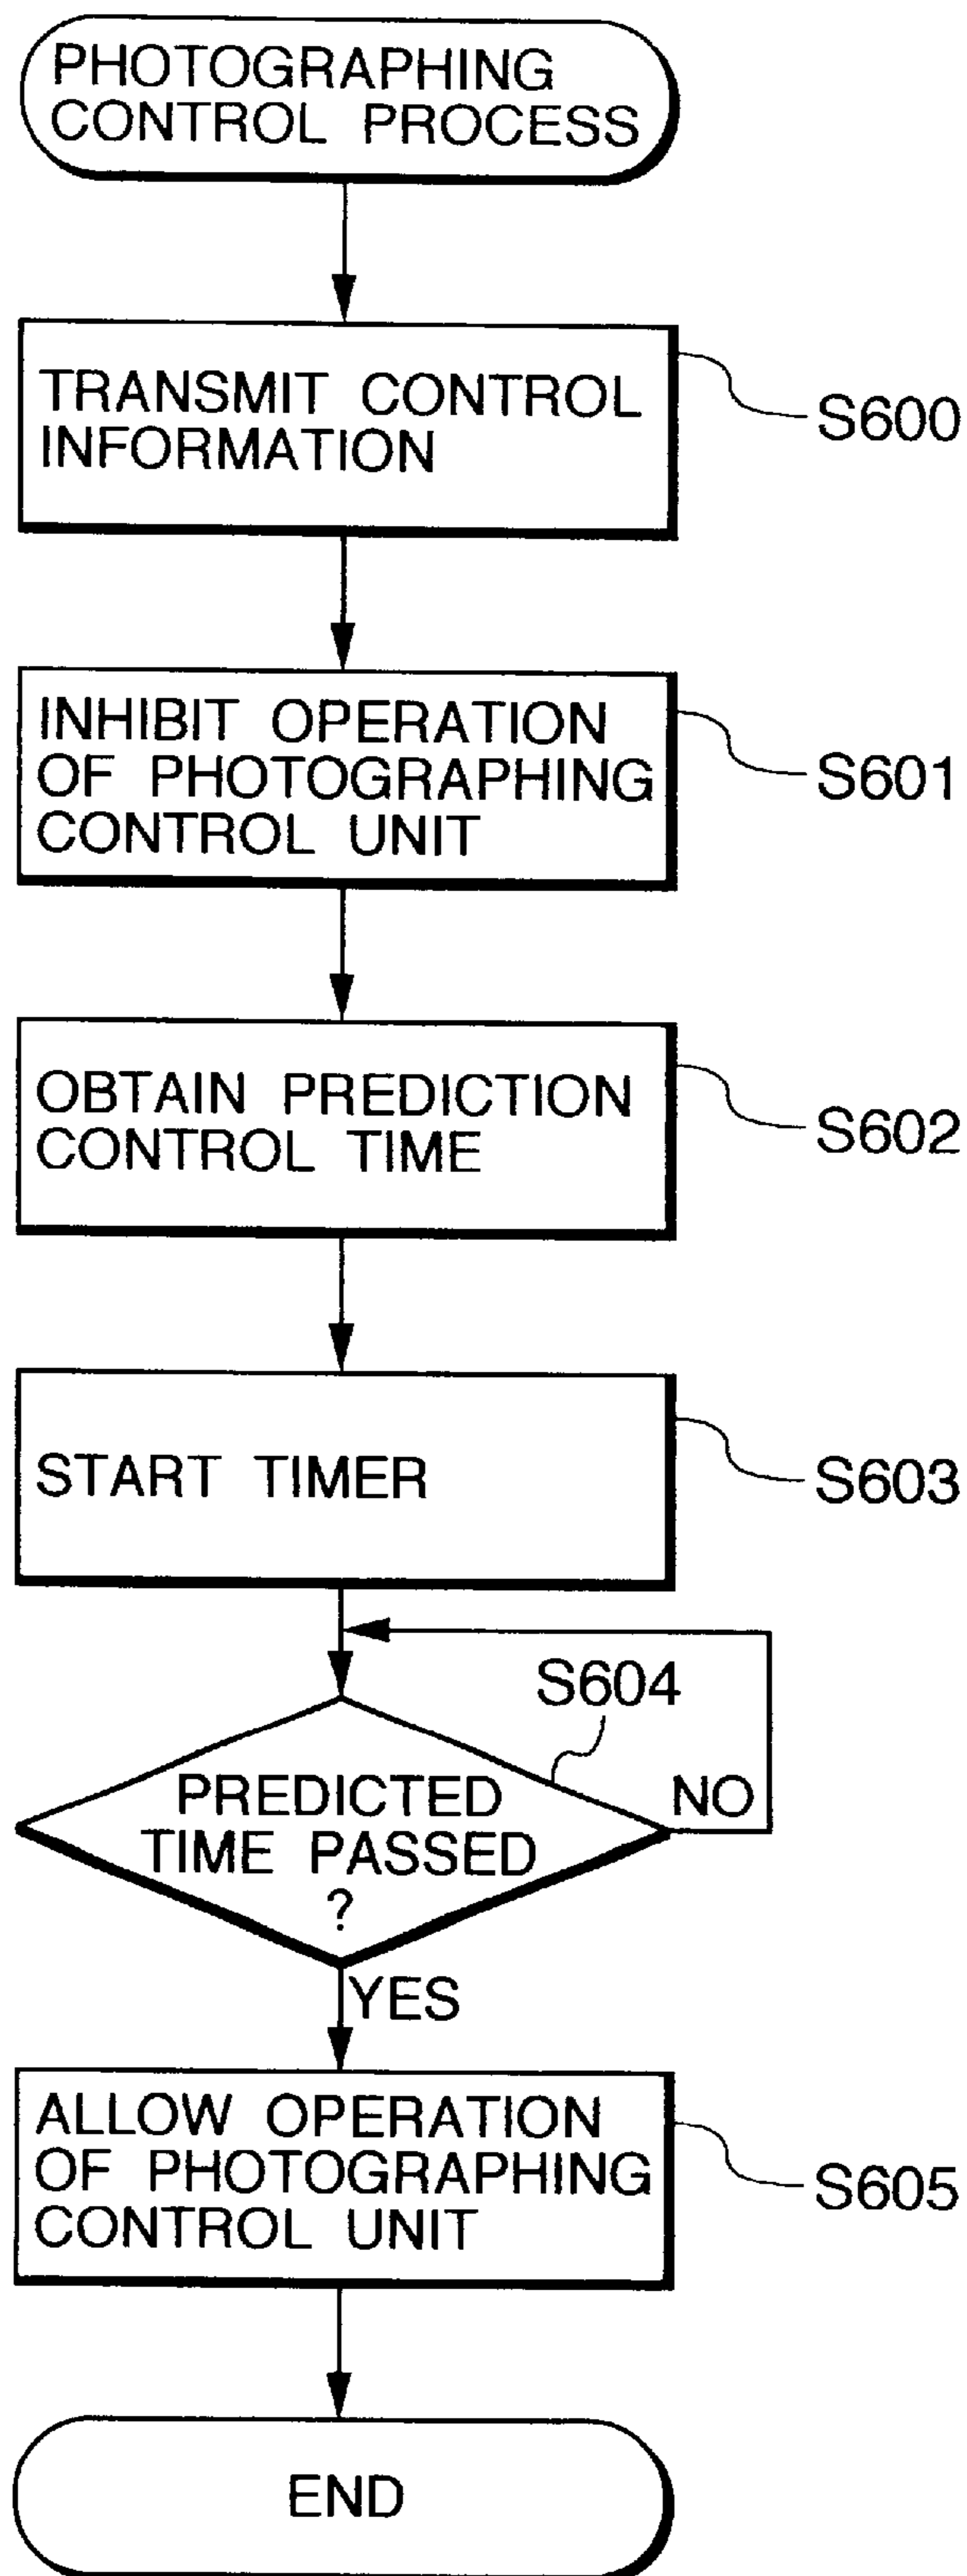 PHOTOGRAPHING
CONTROL PROCESS
TRANSMIT CONTROL
INFORMATION
S600
INHIBIT OPERATION
OF PHOTOGRAPHING
CONTROL UNIT
S601
OBTAIN PREDICTION
CONTROL TIME
S602
START TIMER
S603
S604
PREDICTED
TIME PASSED
?
NO
YES
ALLOW OPERATION
OF PHOTOGRAPHING
CONTROL UNIT
S605
END